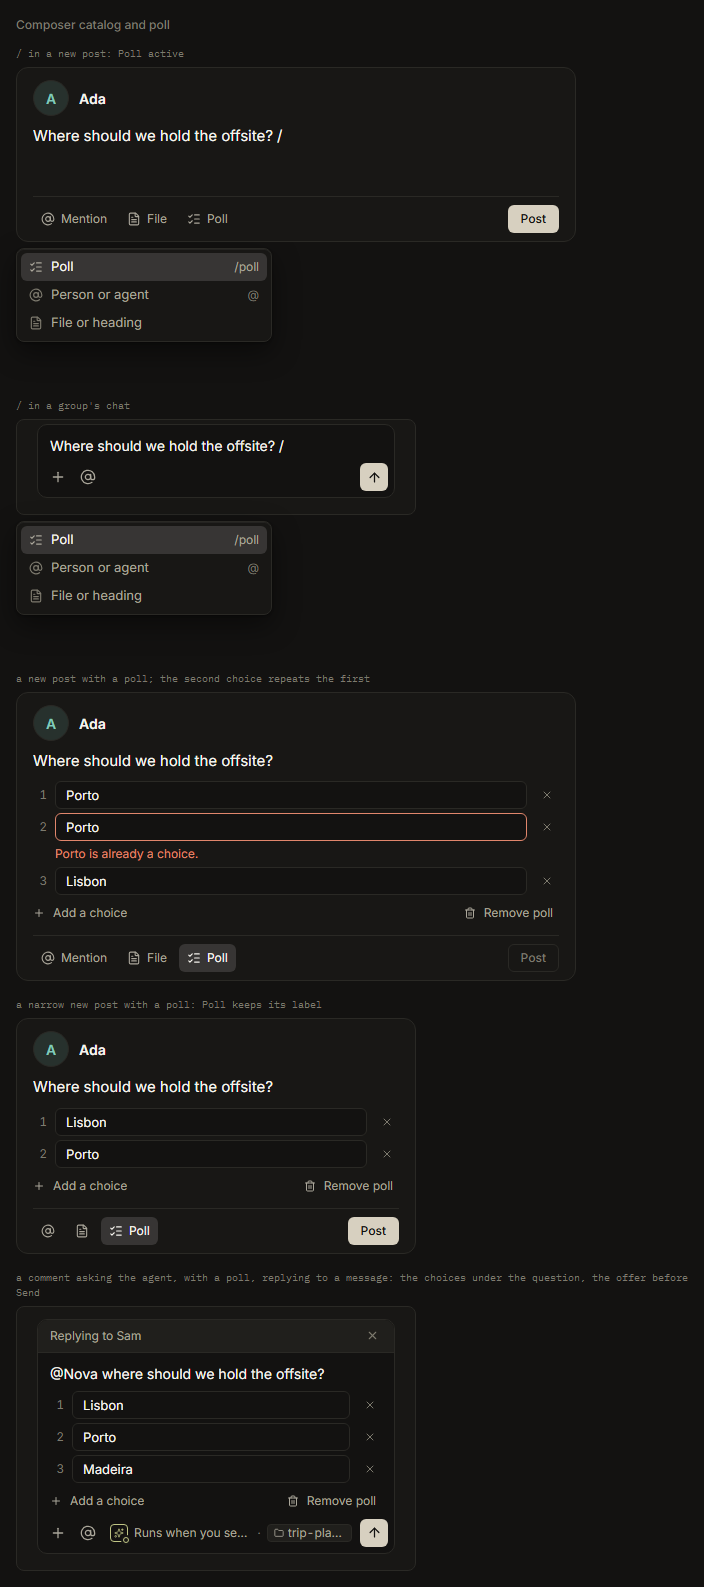 Composer catalog and poll
/ in a new post: Poll active
A Ada
Where should we hold the offsite? /
Mention File Poll Post
Poll /poll
Person or agent @
File or heading
/ in a group's chat
Where should we hold the offsite? /
Poll /poll
Person or agent @
File or heading
a new post with a poll; the second choice repeats the first
A Ada
Where should we hold the offsite?
1 Porto
2 Porto
Porto is already a choice.
3 Lisbon
Add a choice Remove poll
Mention File Poll Post
a narrow new post with a poll: Poll keeps its label
A Ada
Where should we hold the offsite?
1 Lisbon
2 Porto
Add a choice Remove poll
Poll Post
a comment asking the agent, with a poll, replying to a message: the choices under the question, the offer before
Send
Replying to Sam
@Nova where should we hold the offsite?
1 Lisbon
2 Porto
3 Madeira
Add a choice Remove poll
Runs when you se... · trip-pla...